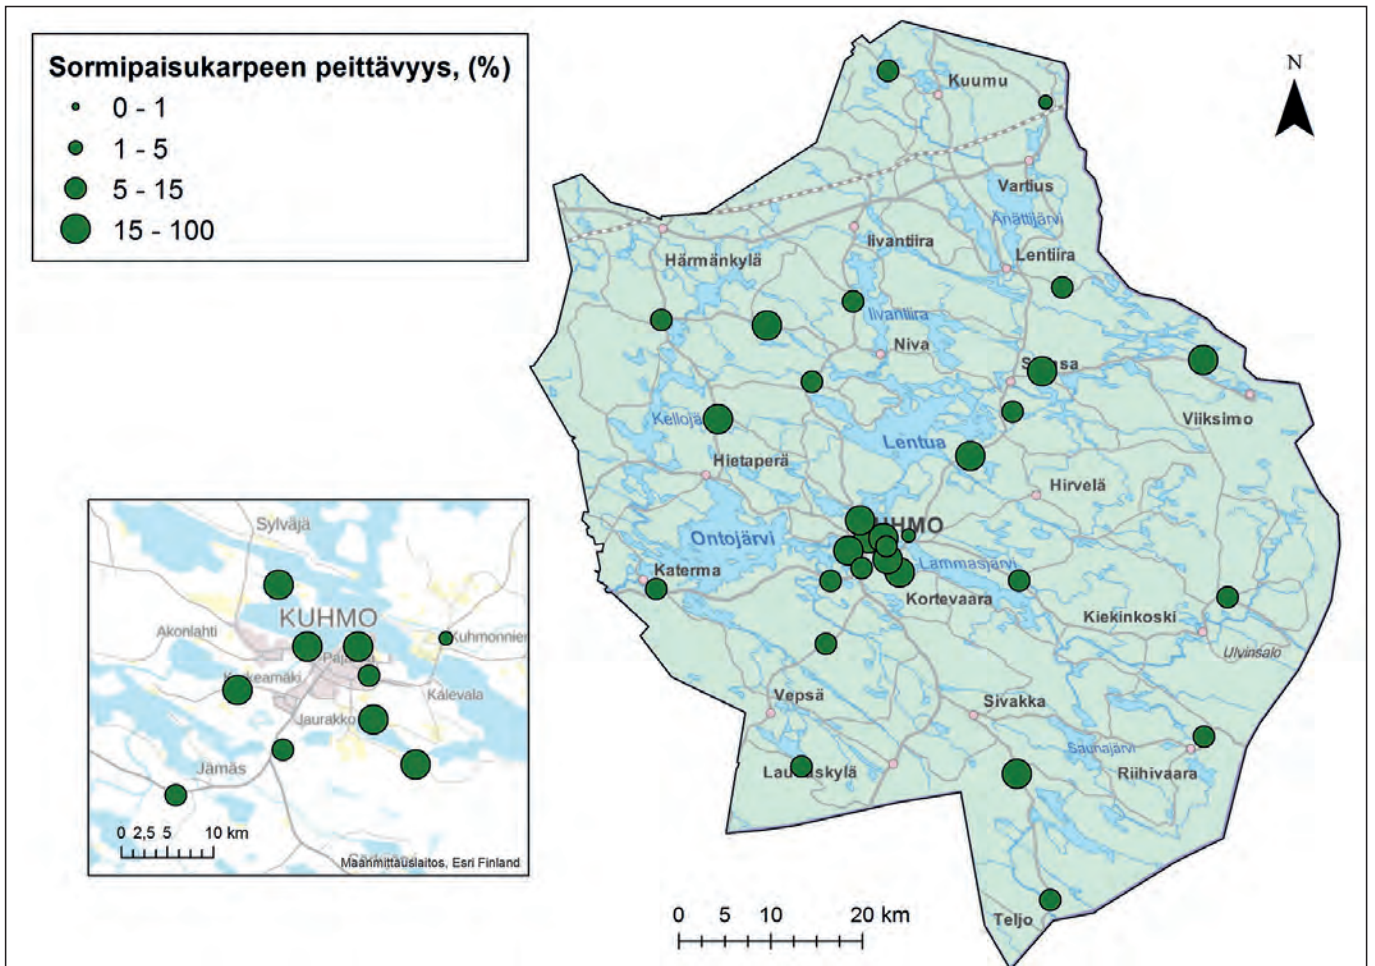 Sormipaisukarpeen peittävyys, (%)
0 - 1
1 - 5
5 - 15
15 - 100
N
Kuumu
Vartius
Änättijärvi
Iivantiira
Härmänkylä
Lentiira
Iivantiira
Niva
Viiksimo
Lentua
Hietaperä
Hirvelä
Ontojärvi
Katerma
Lammasjärvi
Kortevaara
Kiekinkoski
Ulvinsalo
Vepsä
Sivakka
Saunajärvi
Riihivaara
Teljo
0 5 10 20 km
Sylväjä
KUHMO
Akonlahti
Kalevala
Jaurakko
Jämäs
0 2,5 5 10 km
Maanmittauslaitos, Esri Finland